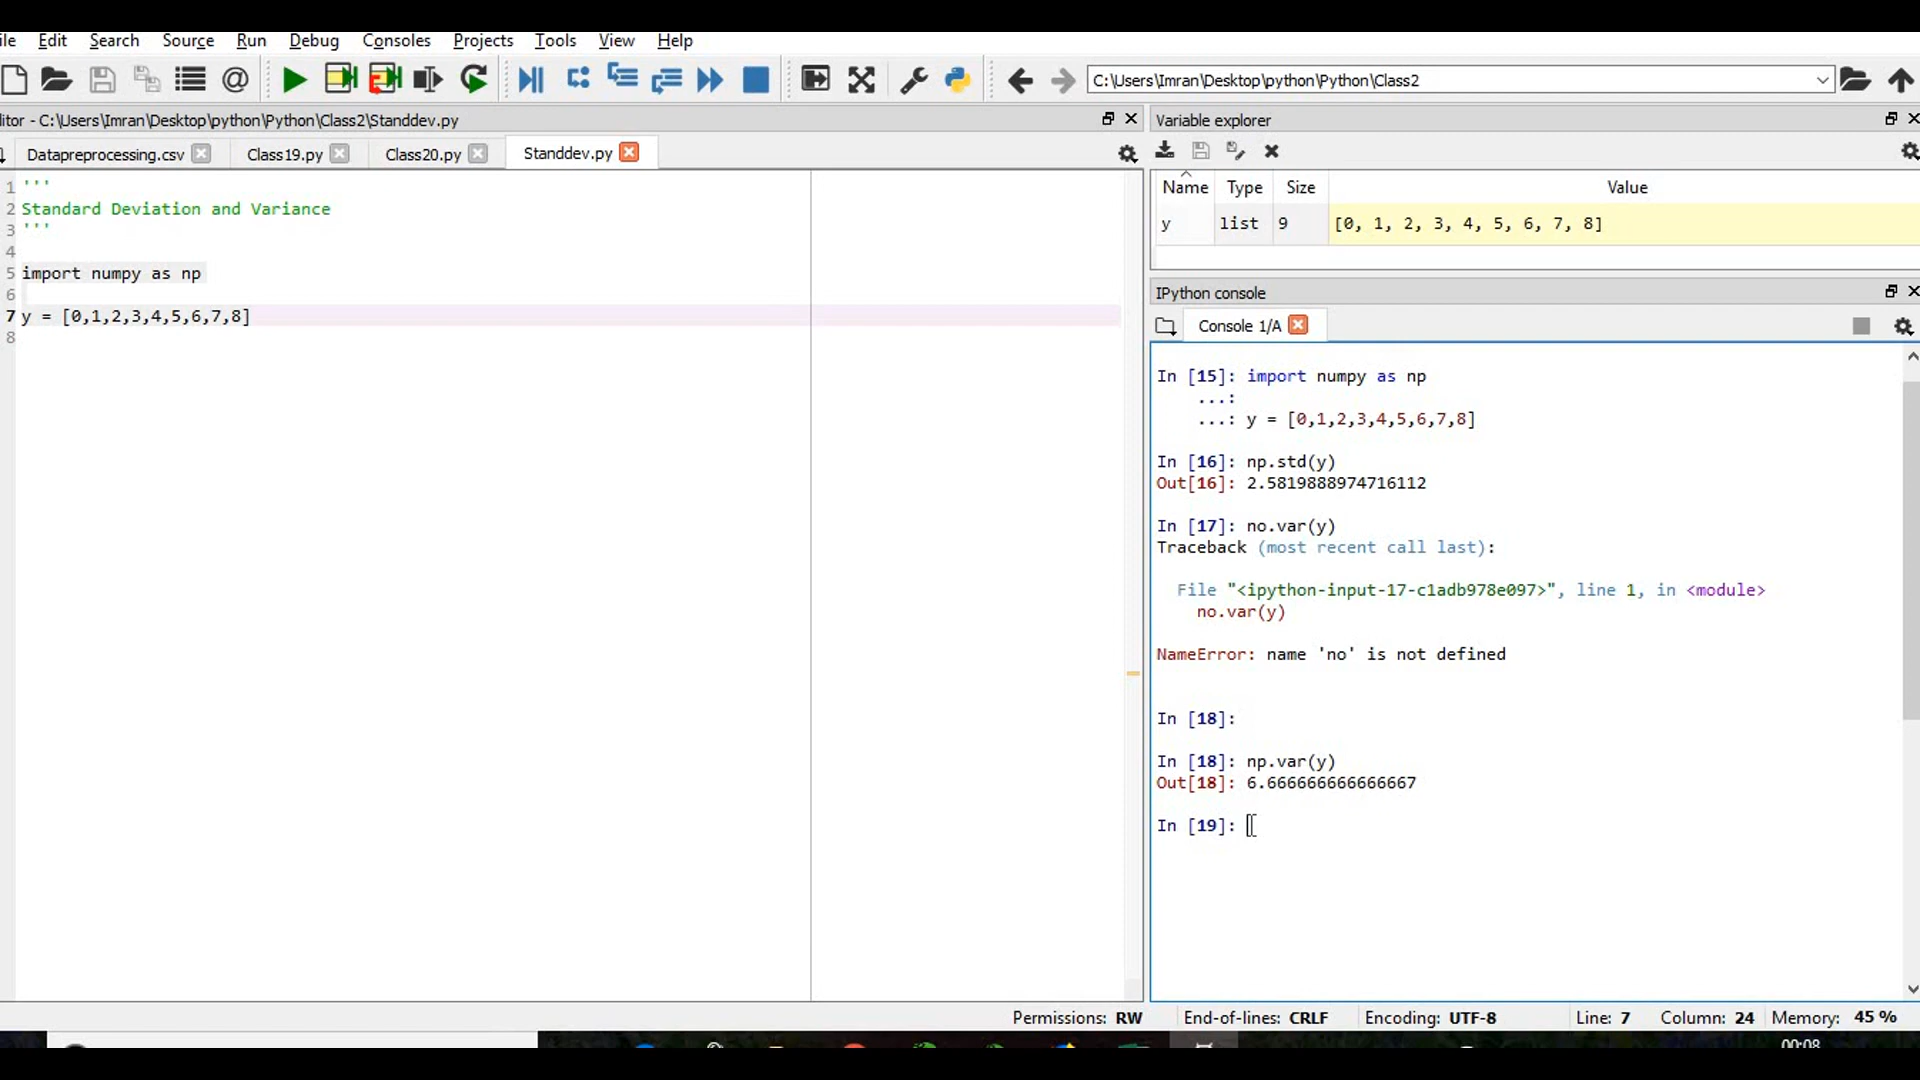 ile Edit Search Source Run Debug Consoles Projects Tools View Help
C:\Users\Imran\Desktop\python\Python\Class2
itor - C:\Users\Imran\Desktop\python\Python\Class2\Standdev.py
Datapreprocessing.csv Class19.py Class20.py Standdev.py
1 '''
2 Standard Deviation and Variance
3 '''
4
5 import numpy as np
6
7 y = [0,1,2,3,4,5,6,7,8]
8
Variable explorer
Name Type Size Value
y list 9 [0, 1, 2, 3, 4, 5, 6, 7, 8]
IPython console
Console 1/A
In [15]: import numpy as np
...:
...: y = [0,1,2,3,4,5,6,7,8]
In [16]: np.std(y)
Out[16]: 2.5819888974716112
In [17]: no.var(y)
Traceback (most recent call last):
File "<ipython-input-17-c1adb978e097>", line 1, in <module>
no.var(y)
NameError: name 'no' is not defined
In [18]:
In [18]: np.var(y)
Out[18]: 6.666666666666667
In [19]:
Permissions: RW End-of-lines: CRLF Encoding: UTF-8 Line: 7 Column: 24 Memory: 45 %
00:08